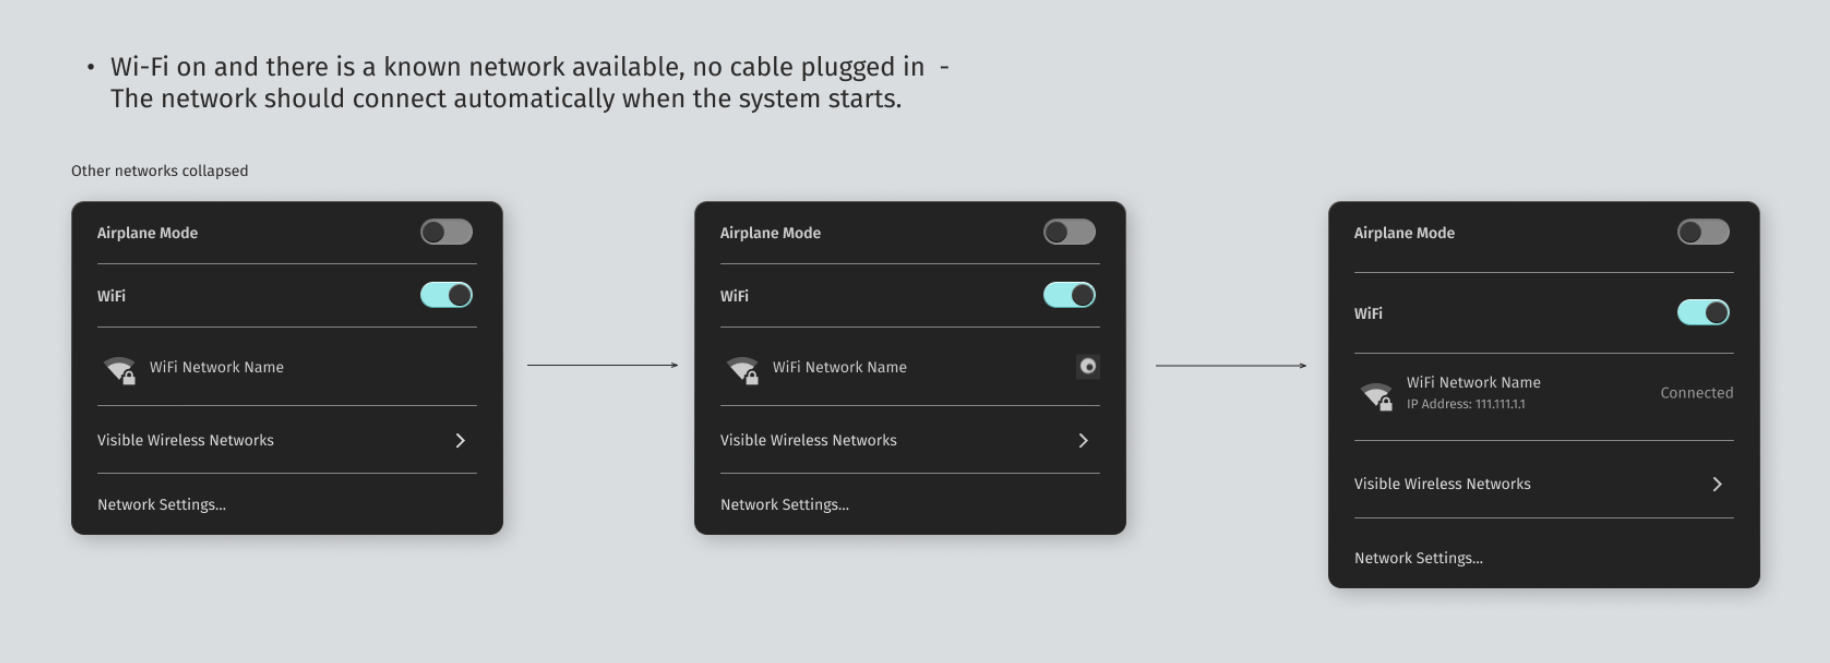 • Wi-Fi on and there is a known network available, no cable plugged in -
The network should connect automatically when the system starts.
Other networks collapsed
Airplane Mode
WiFi
WiFi Network Name
Visible Wireless Networks
Network Settings...
Airplane Mode
WiFi
WiFi Network Name
Visible Wireless Networks
Network Settings...
Airplane Mode
WiFi
WiFi Network Name
IP Address: 111.111.1.1
Connected
Visible Wireless Networks
Network Settings...